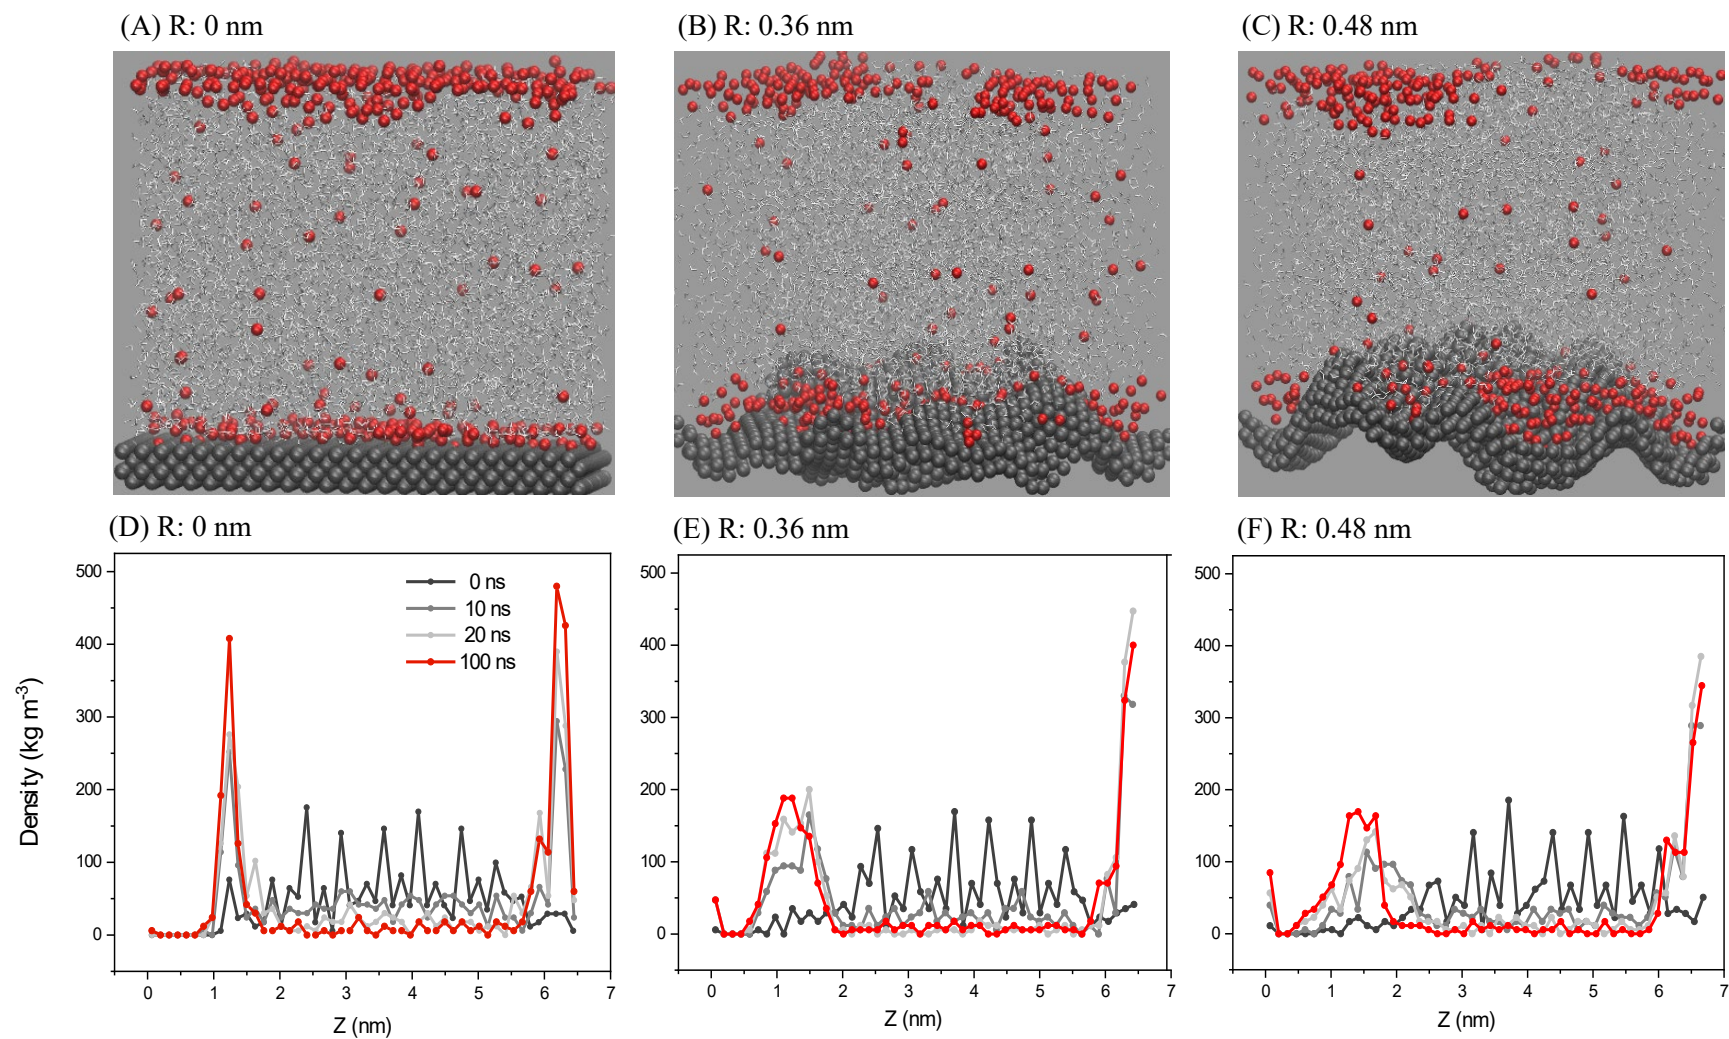 (A) R: 0 nm
(B) R: 0.36 nm
(C) R: 0.48 nm
(D) R: 0 nm
(E) R: 0.36 nm
(F) R: 0.48 nm
Density (kg m⁻³)
500
400
300
200
100
0
0 ns
10 ns
20 ns
100 ns
0 1 2 3 4 5 6 7
Z (nm)
500
400
300
200
100
0
0 1 2 3 4 5 6 7
Z (nm)
500
400
300
200
100
0
0 1 2 3 4 5 6 7
Z (nm)